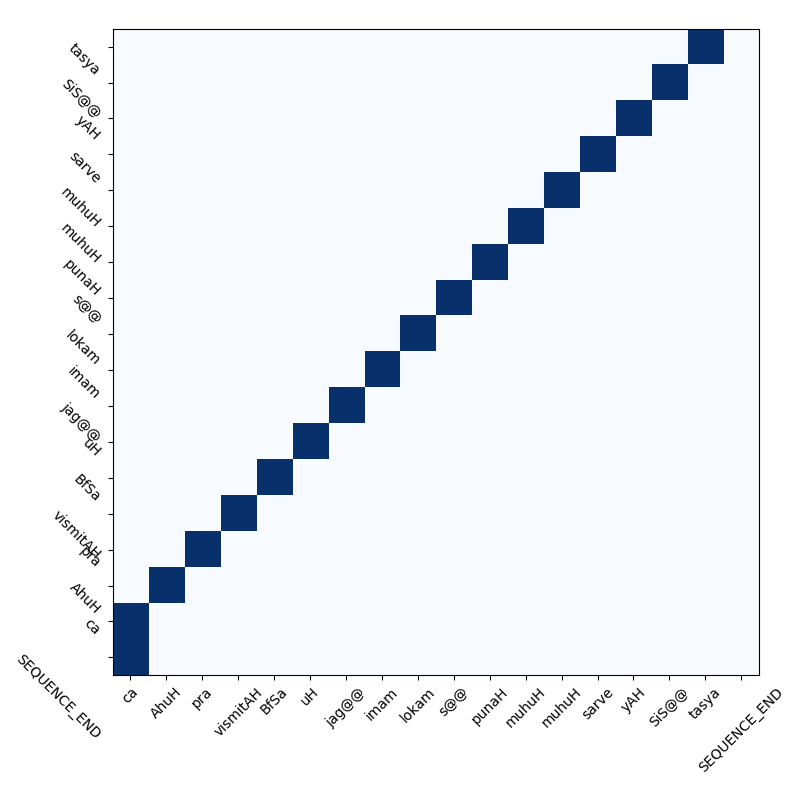 tasya
SiS@@
yAH
sarve
muhuH
muhuH
punaH
s@@
lokam
imam
jag@@
uH
BfSa
vismitAH
pra
AhuH
ca
SEQUENCE_END
ca AhuH pra vismitAH BfSa uH jag@@ imam lokam s@@ punaH muhuH muhuH sarve yAH SiS@@ tasya SEQUENCE_END